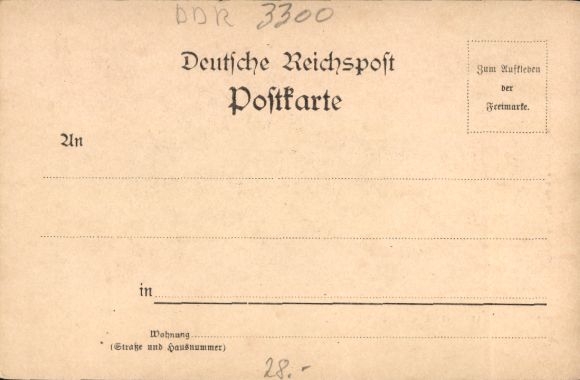 DDR 3300
Deutsche Reichspost
Postkarte
Zum Aufkleben
der
Freimarke.
An
in
Wohnung
(Straße und Hausnummer)
28.-